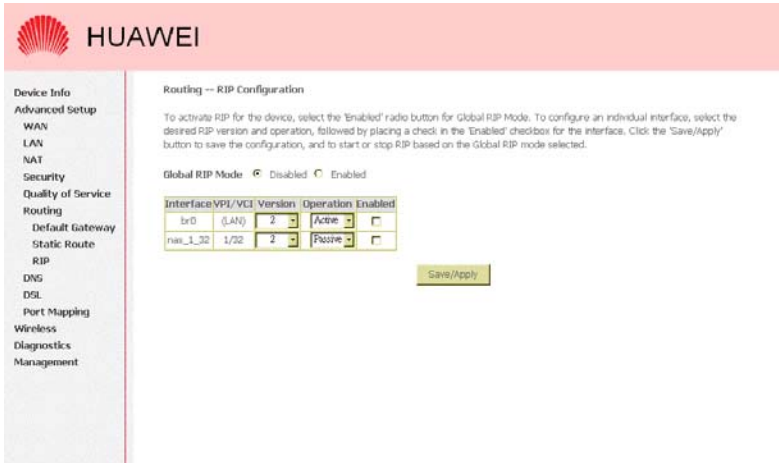 HUAWEI
Device Info
Advanced Setup
WAN
LAN
NAT
Security
Quality of Service
Routing
Default Gateway
Static Route
RIP
DNS
DSL
Port Mapping
Wireless
Diagnostics
Management
Routing -- RIP Configuration
To activate RIP for the device, select the 'Enabled' radio button for Global RIP Mode. To configure an individual interface, select the
desired RIP version and operation, followed by placing a check in the 'Enabled' checkbox for the interface. Click the 'Save/Apply'
button to save the configuration, and to start or stop RIP based on the Global RIP mode selected.
Global RIP Mode Disabled Enabled
Interface VPI/VCI Version Operation Enabled
br0 (LAN) 2 Active
nas_1_32 1/32 2 Passive
Save/Apply